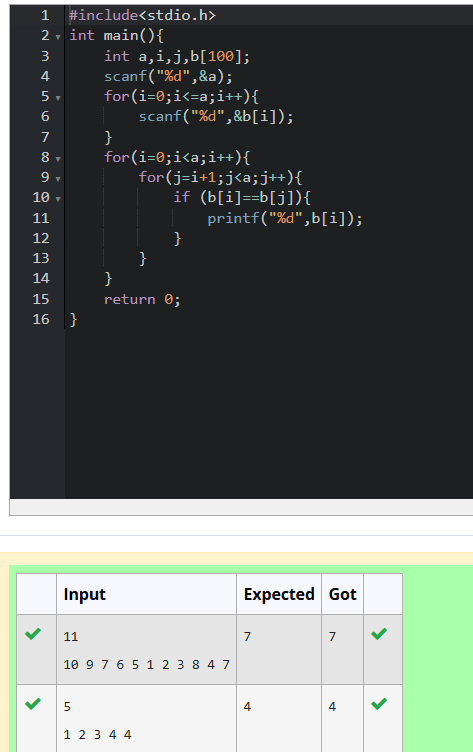 1 #include<stdio.h>
2 int main(){
3 int a,i,j,b[100];
4 scanf("%d",&a);
5 for(i=0;i<=a;i++){
6 scanf("%d",&b[i]);
7 }
8 for(i=0;i<a;i++){
9 for(j=i+1;j<a;j++){
10 if (b[i]==b[j]){
11 printf("%d",b[i]);
12 }
13 }
14 }
15 return 0;
16 }
Input Expected Got
11 7 7
10 9 7 6 5 1 2 3 8 4 7
5 4 4
1 2 3 4 4